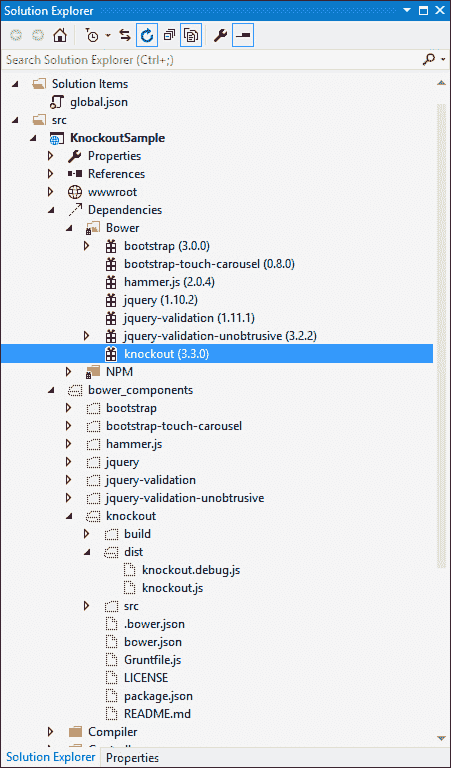 Solution Explorer
Search Solution Explorer (Ctrl+;)
Solution Items
global.json
src
KnockoutSample
Properties
References
wwwroot
Dependencies
Bower
bootstrap (3.0.0)
bootstrap-touch-carousel (0.8.0)
hammer.js (2.0.4)
jquery (1.10.2)
jquery-validation (1.11.1)
jquery-validation-unobtrusive (3.2.2)
knockout (3.3.0)
NPM
bower_components
bootstrap
bootstrap-touch-carousel
hammer.js
jquery
jquery-validation
jquery-validation-unobtrusive
knockout
build
dist
knockout.debug.js
knockout.js
src
.bower.json
bower.json
Gruntfile.js
LICENSE
package.json
README.md
Compiler
Solution Explorer Properties